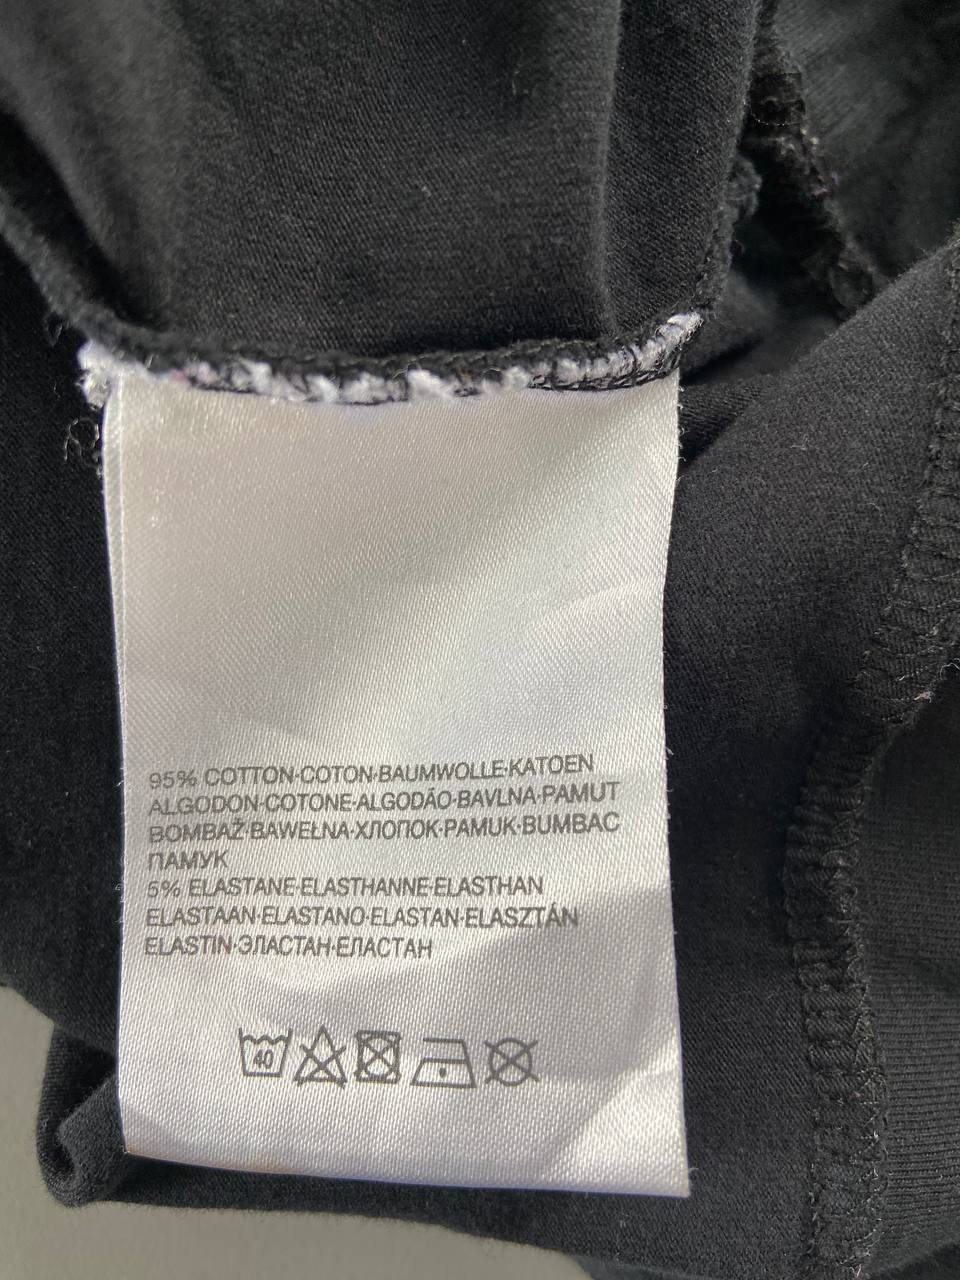 95% COTTON·COTON·BAUMWOLLE·KATOEN
ALGODON·COTONE·ALGODÃO·BAVLNA·PAMUT
BOMBAŽ·BAWEŁNA·ХЛОПОК·PAMUK·BUMBAC
ПАМУК
5% ELASTANE·ELASTHANNE·ELASTHAN
ELASTAAN·ELASTANO·ELASTAN·ELASZTÁN
ELASTIN·ЭЛАСТАН·ЕЛАСТАН
40